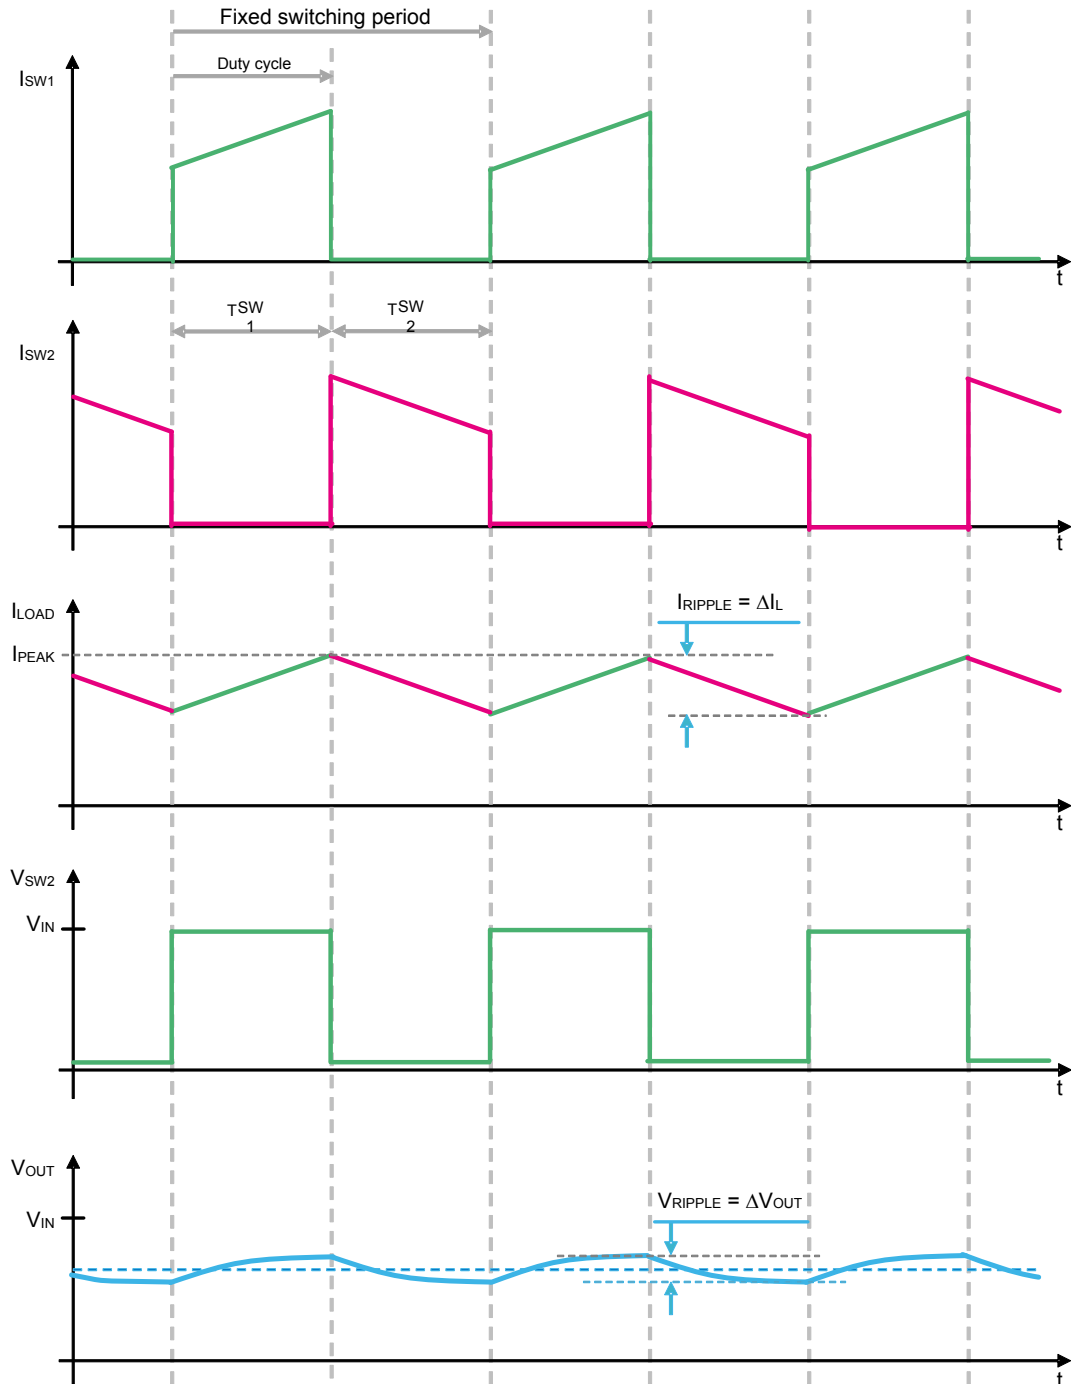 Fixed switching period
Duty cycle
ISW1
t
TSW
1
TSW
2
ISW2
t
ILOAD
IRIPPLE = ΔIL
IPEAK
t
VSW2
VIN
t
VOUT
VRIPPLE = ΔVOUT
VIN
t